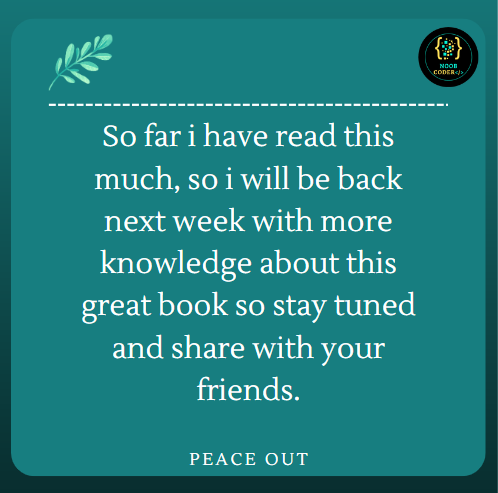 NOOB
CODER</>
So far i have read this
much, so i will be back
next week with more
knowledge about this
great book so stay tuned
and share with your
friends.
PEACE OUT